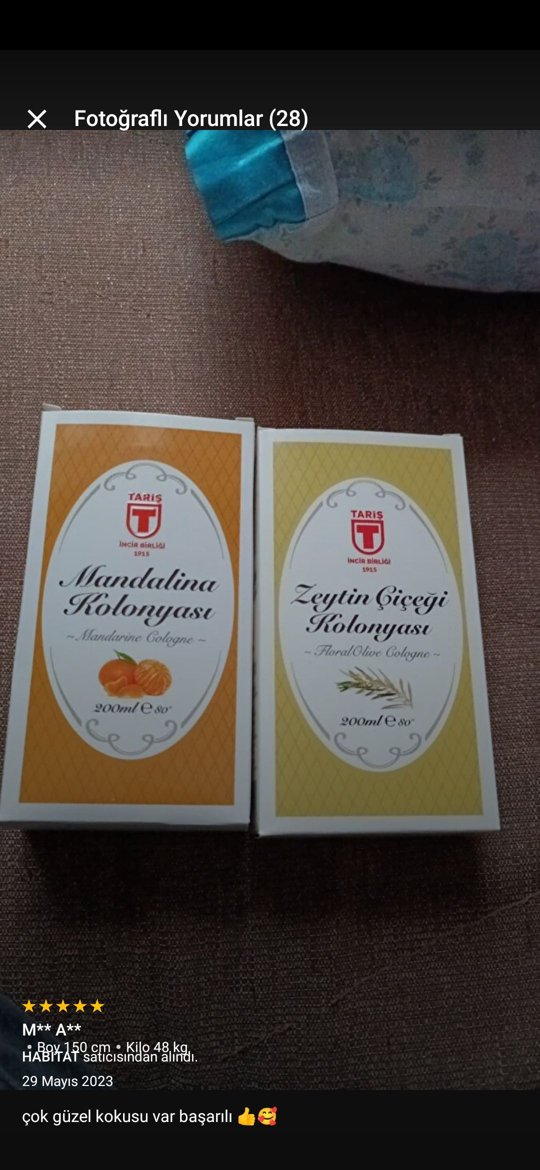 Fotoğraflı Yorumlar (28)
TARİŞ
T
İNCİR BİRLİĞİ
1915
Mandalina
Kolonyası
~Mandarine Cologne~
200ml ℮ 80°
TARİŞ
T
İNCİR BİRLİĞİ
1915
Zeytin Çiçeği
Kolonyası
~ Floral Olive Cologne ~
200ml ℮ 80°
M** A**
• Boy 150 cm • Kilo 48 kg
HABİTAT satıcısından alındı.
29 Mayıs 2023
çok güzel kokusu var başarılı 👍🥰